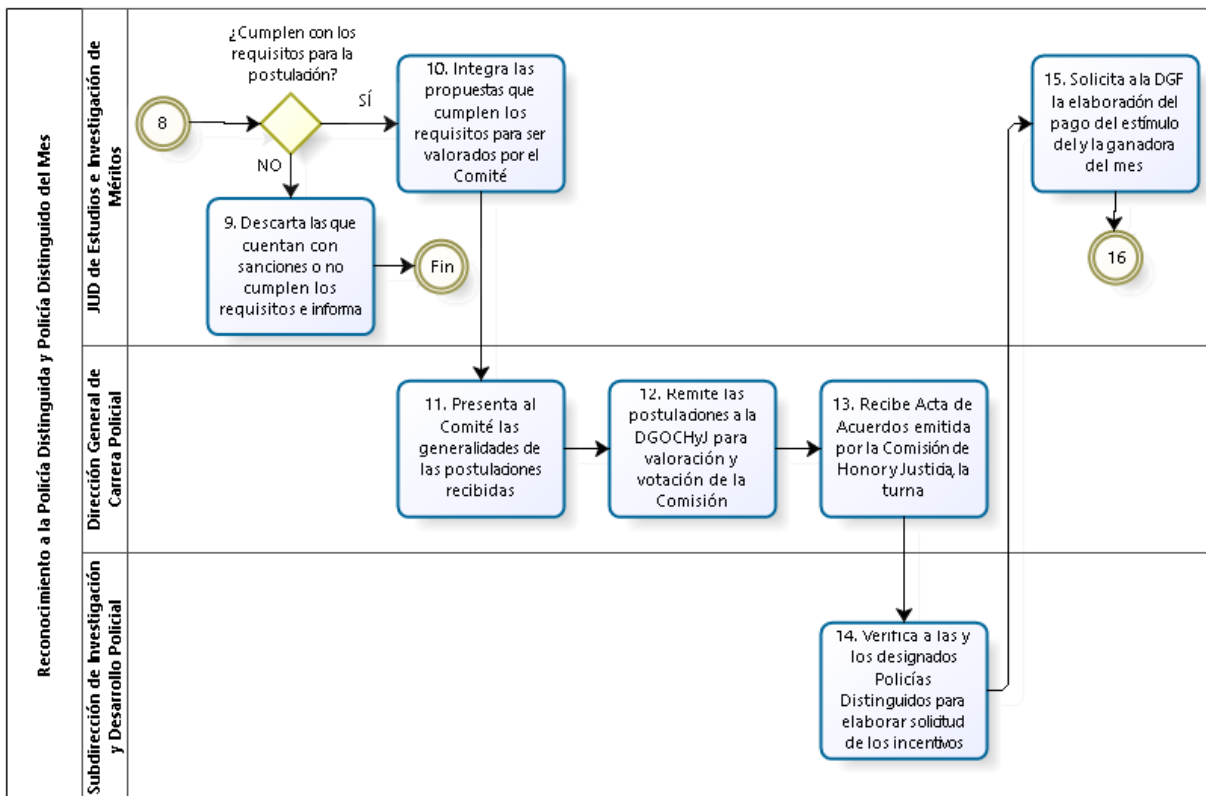 Reconocimiento a la Policía Distinguida y Policía Distinguido del Mes
JUD de Estudios e Investigación de
Méritos
¿Cumplen con los
requisitos para la
postulación?
8
SÍ
NO
10. Integra las
propuestas que
cumplen los
requisitos para ser
valorados por el
Comité
9. Descarta las que
cuentan con
sanciones o no
cumplen los
requisitos e informa
Fin
15. Solicita a la DGF
la elaboración del
pago del estímulo
del y la ganadora
del mes
16
Dirección General de
Carrera Policial
11. Presenta al
Comité las
generalidades de
las postulaciones
recibidas
12. Remite las
postulaciones a la
DGOCHyJ para
valoración y
votación de la
Comisión
13. Recibe Acta de
Acuerdos emitida
por la Comisión de
Honor y Justicia, la
turna
Subdirección de Investigación
y Desarrollo Policial
14. Verifica a las y
los designados
Policías
Distinguidos para
elaborar solicitud
de los incentivos